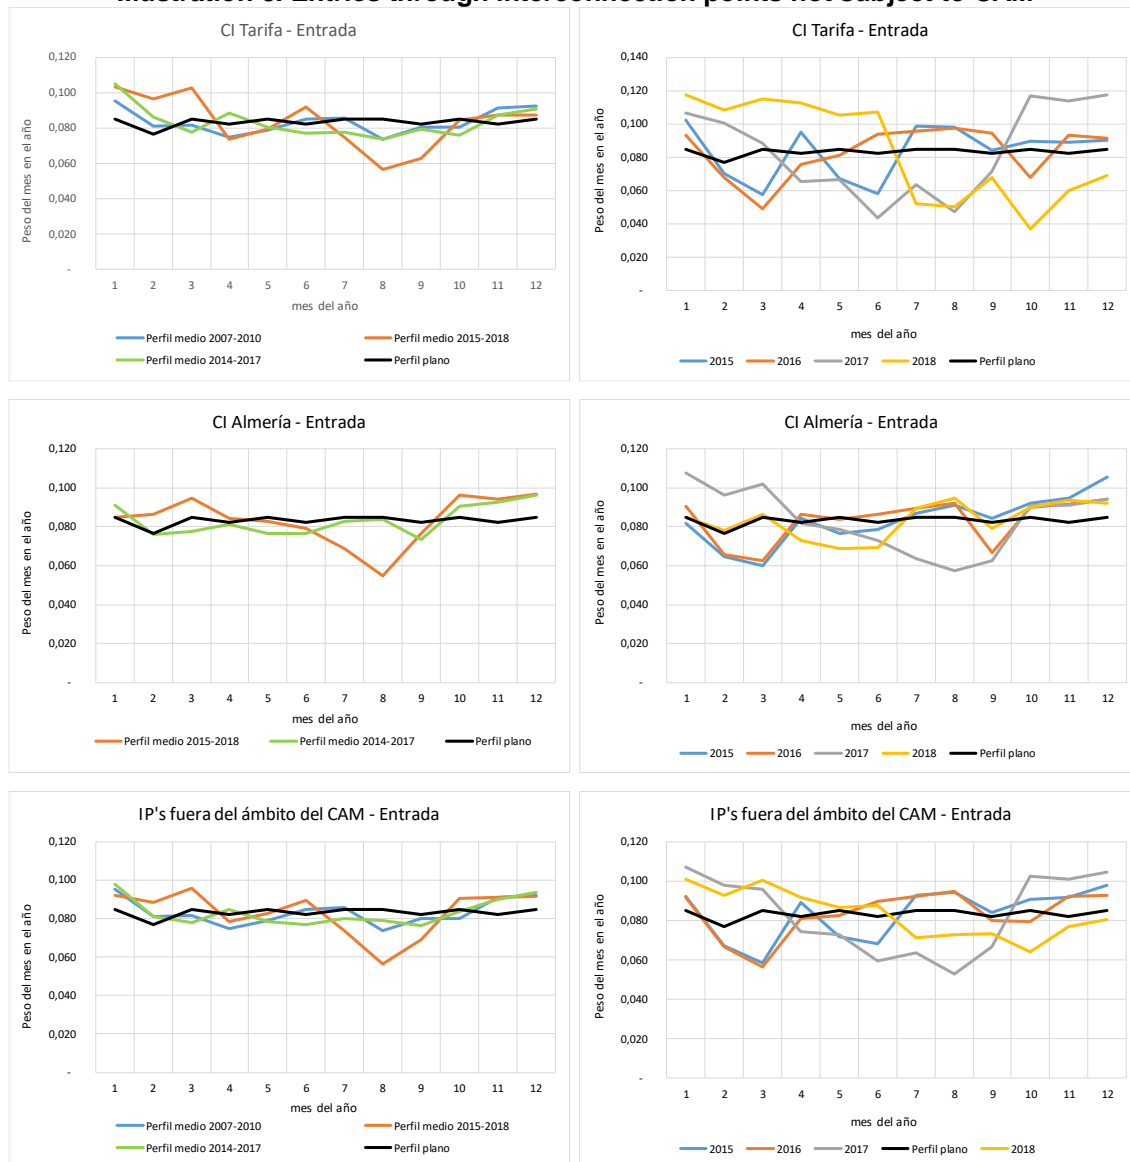 Entries through interconnection points not subject to CAM
CI Tarifa - Entrada
0,120
0,100
0,080
0,060
0,040
0,020
-
Peso del mes en el año
1 2 3 4 5 6 7 8 9 10 11 12
mes del año
Perfil medio 2007-2010 Perfil medio 2015-2018
Perfil medio 2014-2017 Perfil plano
CI Tarifa - Entrada
0,140
0,120
0,100
0,080
0,060
0,040
0,020
-
Peso del mes en el año
1 2 3 4 5 6 7 8 9 10 11 12
mes del año
2015 2016 2017 2018 Perfil plano
CI Almería - Entrada
0,120
0,100
0,080
0,060
0,040
0,020
-
Peso del mes en el año
1 2 3 4 5 6 7 8 9 10 11 12
mes del año
Perfil medio 2015-2018 Perfil medio 2014-2017 Perfil plano
CI Almería - Entrada
0,120
0,100
0,080
0,060
0,040
0,020
-
Peso del mes en el año
1 2 3 4 5 6 7 8 9 10 11 12
mes del año
2015 2016 2017 2018 Perfil plano
IP's fuera del ámbito del CAM - Entrada
0,120
0,100
0,080
0,060
0,040
0,020
-
Peso del mes en el año
1 2 3 4 5 6 7 8 9 10 11 12
mes del año
Perfil medio 2007-2010 Perfil medio 2015-2018
Perfil medio 2014-2017 Perfil plano
IP's fuera del ámbito del CAM - Entrada
0,120
0,100
0,080
0,060
0,040
0,020
-
Peso del mes en el año
1 2 3 4 5 6 7 8 9 10 11 12
mes del año
2015 2016 2017 Perfil plano 2018